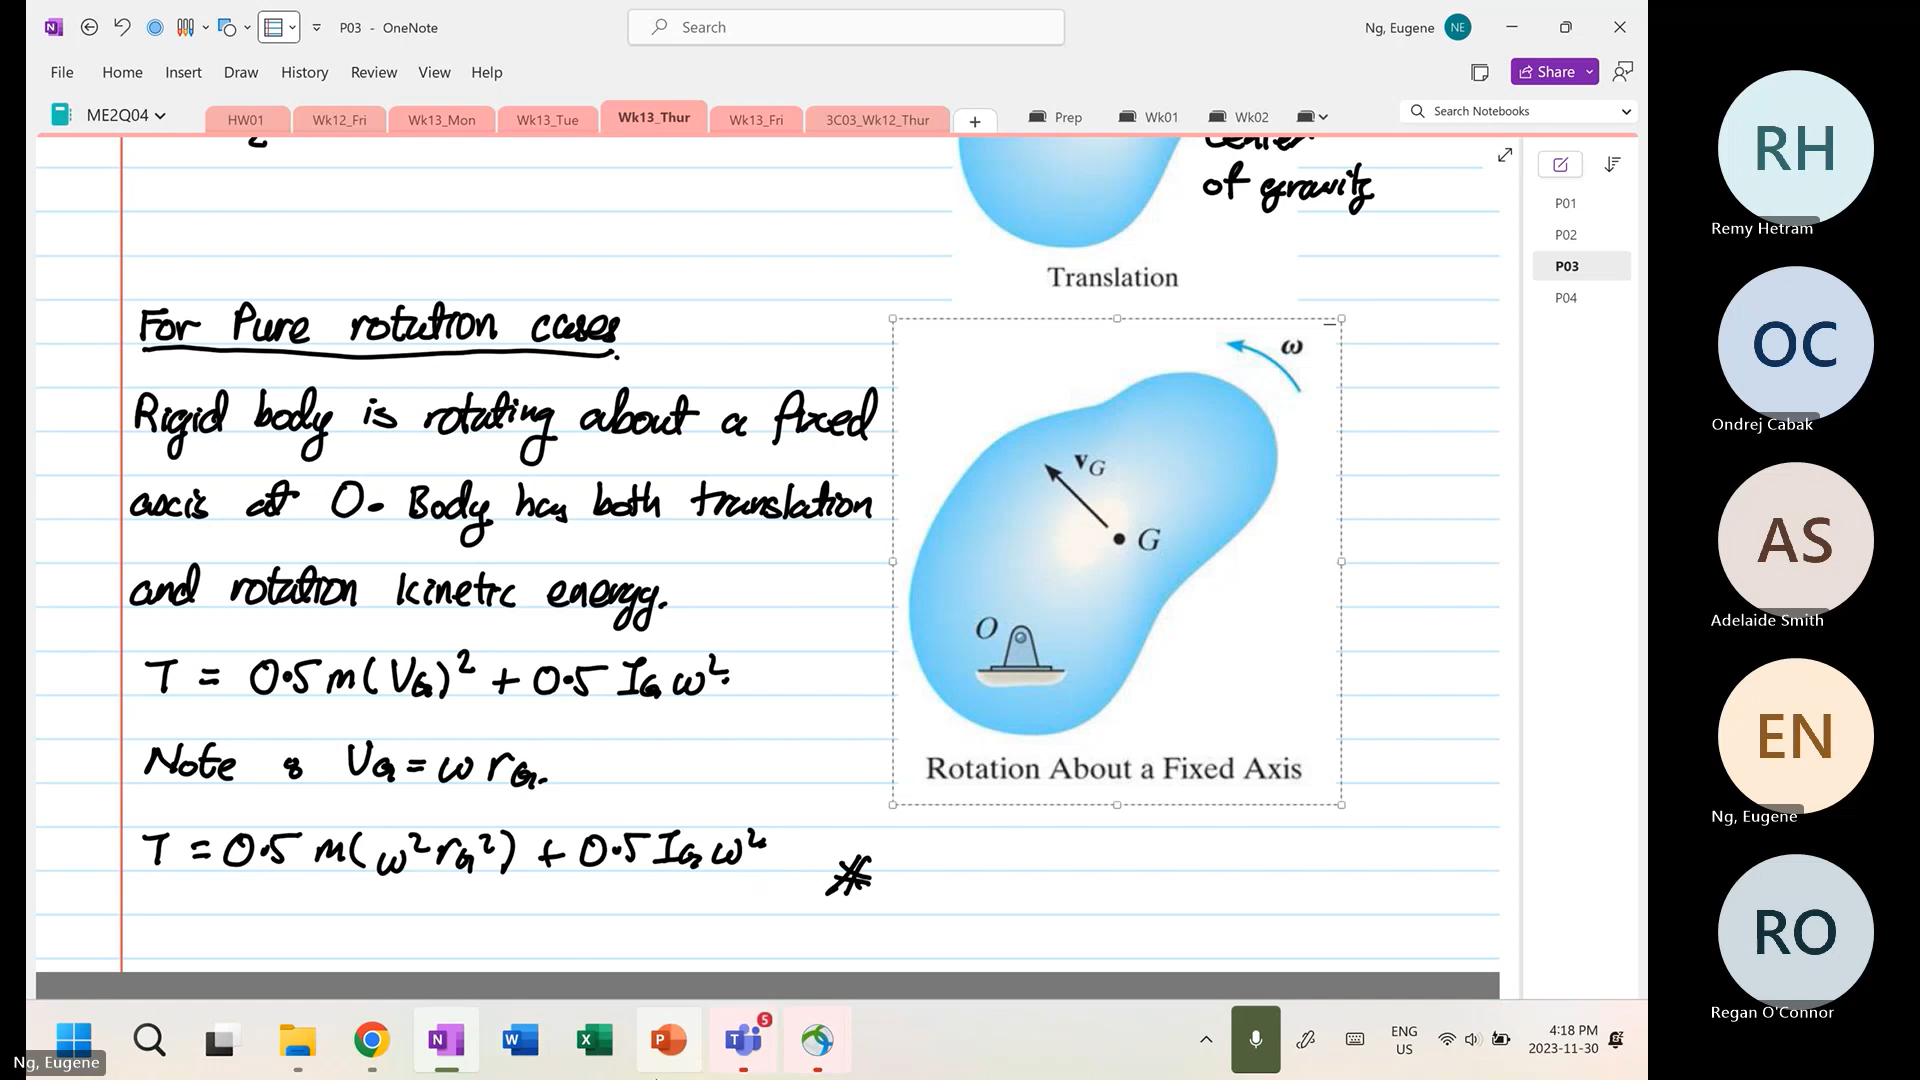 P03 - OneNote
Search
Ng, Eugene
NE
File Home Insert Draw History Review View Help
Share
ME2Q04
HW01 Wk12_Fri Wk13_Mon Wk13_Tue Wk13_Thur Wk13_Fri 3C03_Wk12_Thur + Prep Wk01 Wk02
Search Notebooks
P01
P02
P03
P04
of gravity
Translation
For Pure rotation cases.
Rigid body is rotating about a fixed
axis at O. Body has both translation
and rotation kinetic energy.
T = 0.5 m(VG)² + 0.5 IG ω².
Note : VG = ω rG.
T = 0.5 m(ω² rG²) + 0.5 IG ω²
ω
vG
G
O
Rotation About a Fixed Axis
RH
Remy Hetram
OC
Ondrej Cabak
AS
Adelaide Smith
EN
Ng, Eugene
RO
Regan O'Connor
5
ENG
US
4:18 PM
2023-11-30
Ng, Eugene